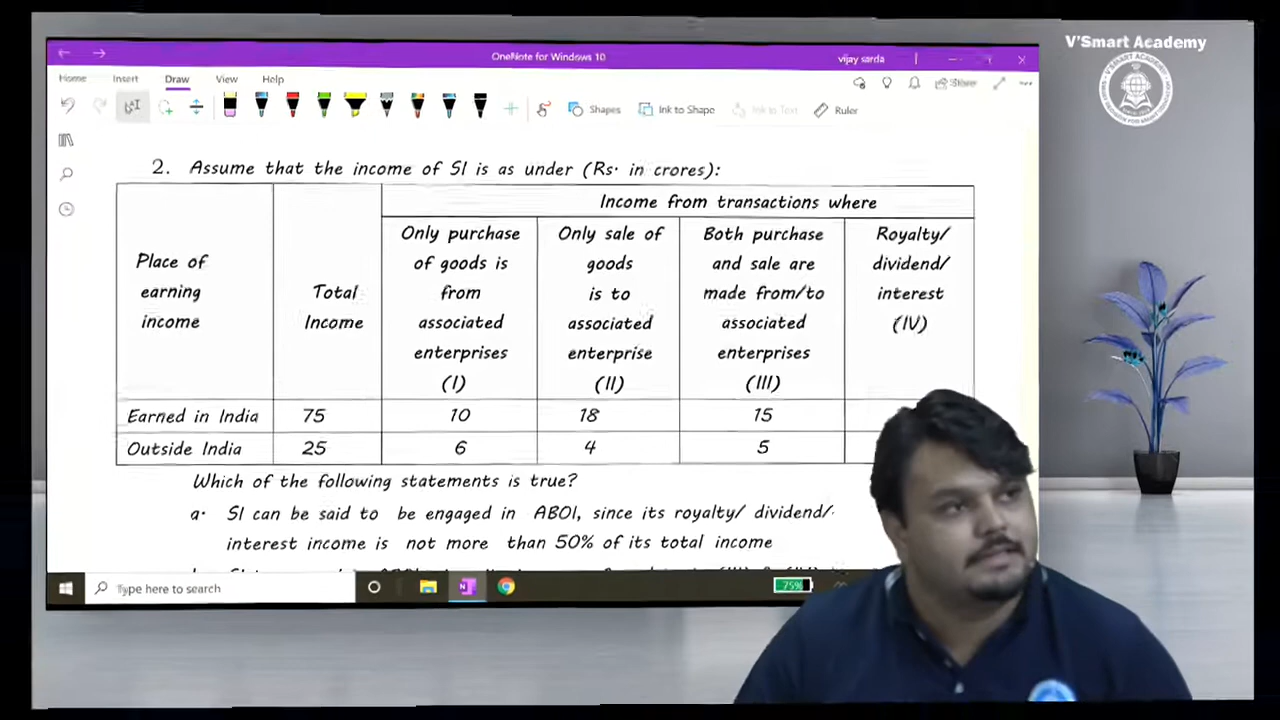 V'Smart Academy
OneNote for Windows 10
vijay sarda
Home Insert Draw View Help
Share
Shapes Ink to Shape Ink to Text Ruler
2. Assume that the income of SI is as under (Rs. in crores):
Income from transactions where
Place of earning income
Total Income
Only purchase of goods is from associated enterprises (I)
Only sale of goods is to associated enterprise (II)
Both purchase and sale are made from/to associated enterprises (III)
Royalty/ dividend/ interest (IV)
Earned in India 75 10 18 15
Outside India 25 6 4 5
Which of the following statements is true?
a. SI can be said to be engaged in ABOI, since its royalty/ dividend/
interest income is not more than 50% of its total income
Type here to search
75%